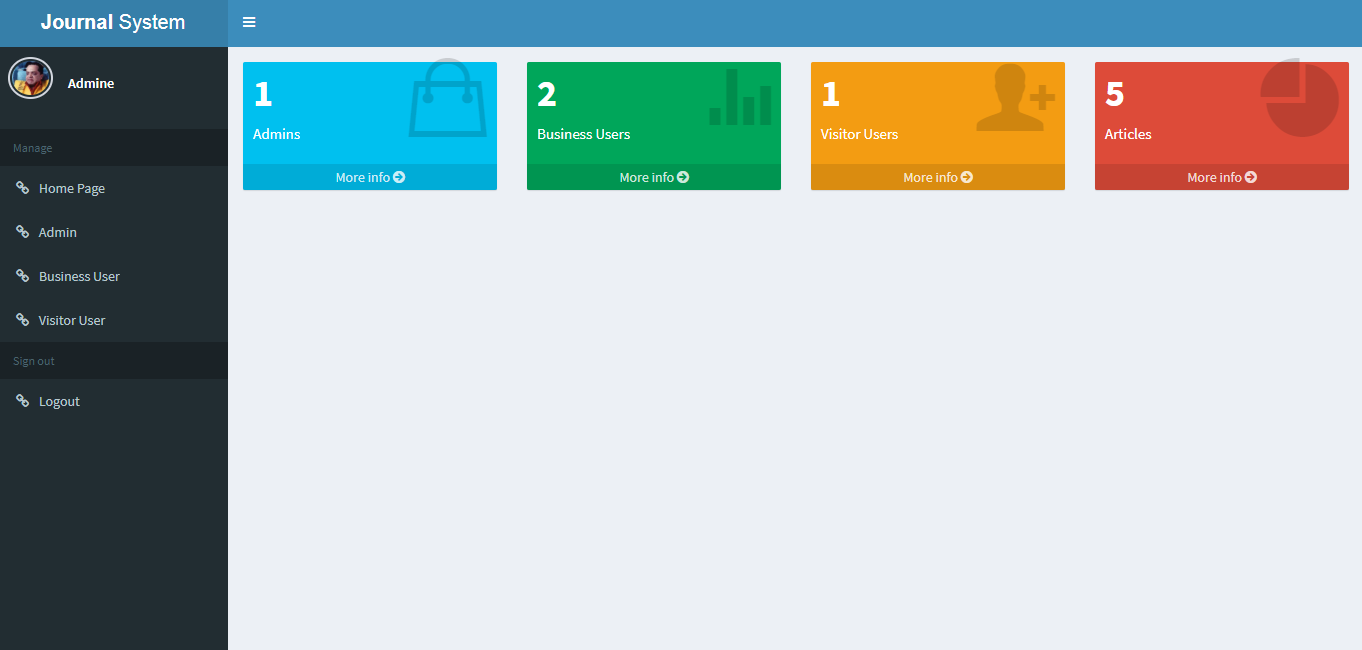 Journal System
Admine
Manage
Home Page
Admin
Business User
Visitor User
Sign out
Logout
1
Admins
More info
2
Business Users
More info
1
Visitor Users
More info
5
Articles
More info